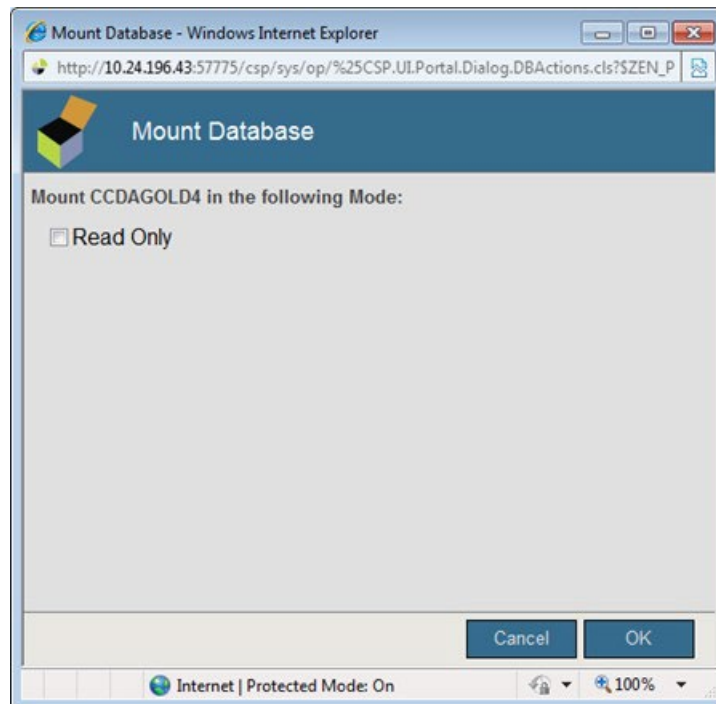 Mount Database - Windows Internet Explorer
http://10.24.196.43:57775/csp/sys/op/%25CSP.UI.Portal.Dialog.DBActions.cls?$ZEN_P
Mount Database
Mount CCDAGOLD4 in the following Mode:
Read Only
Cancel OK
Internet | Protected Mode: On 100%